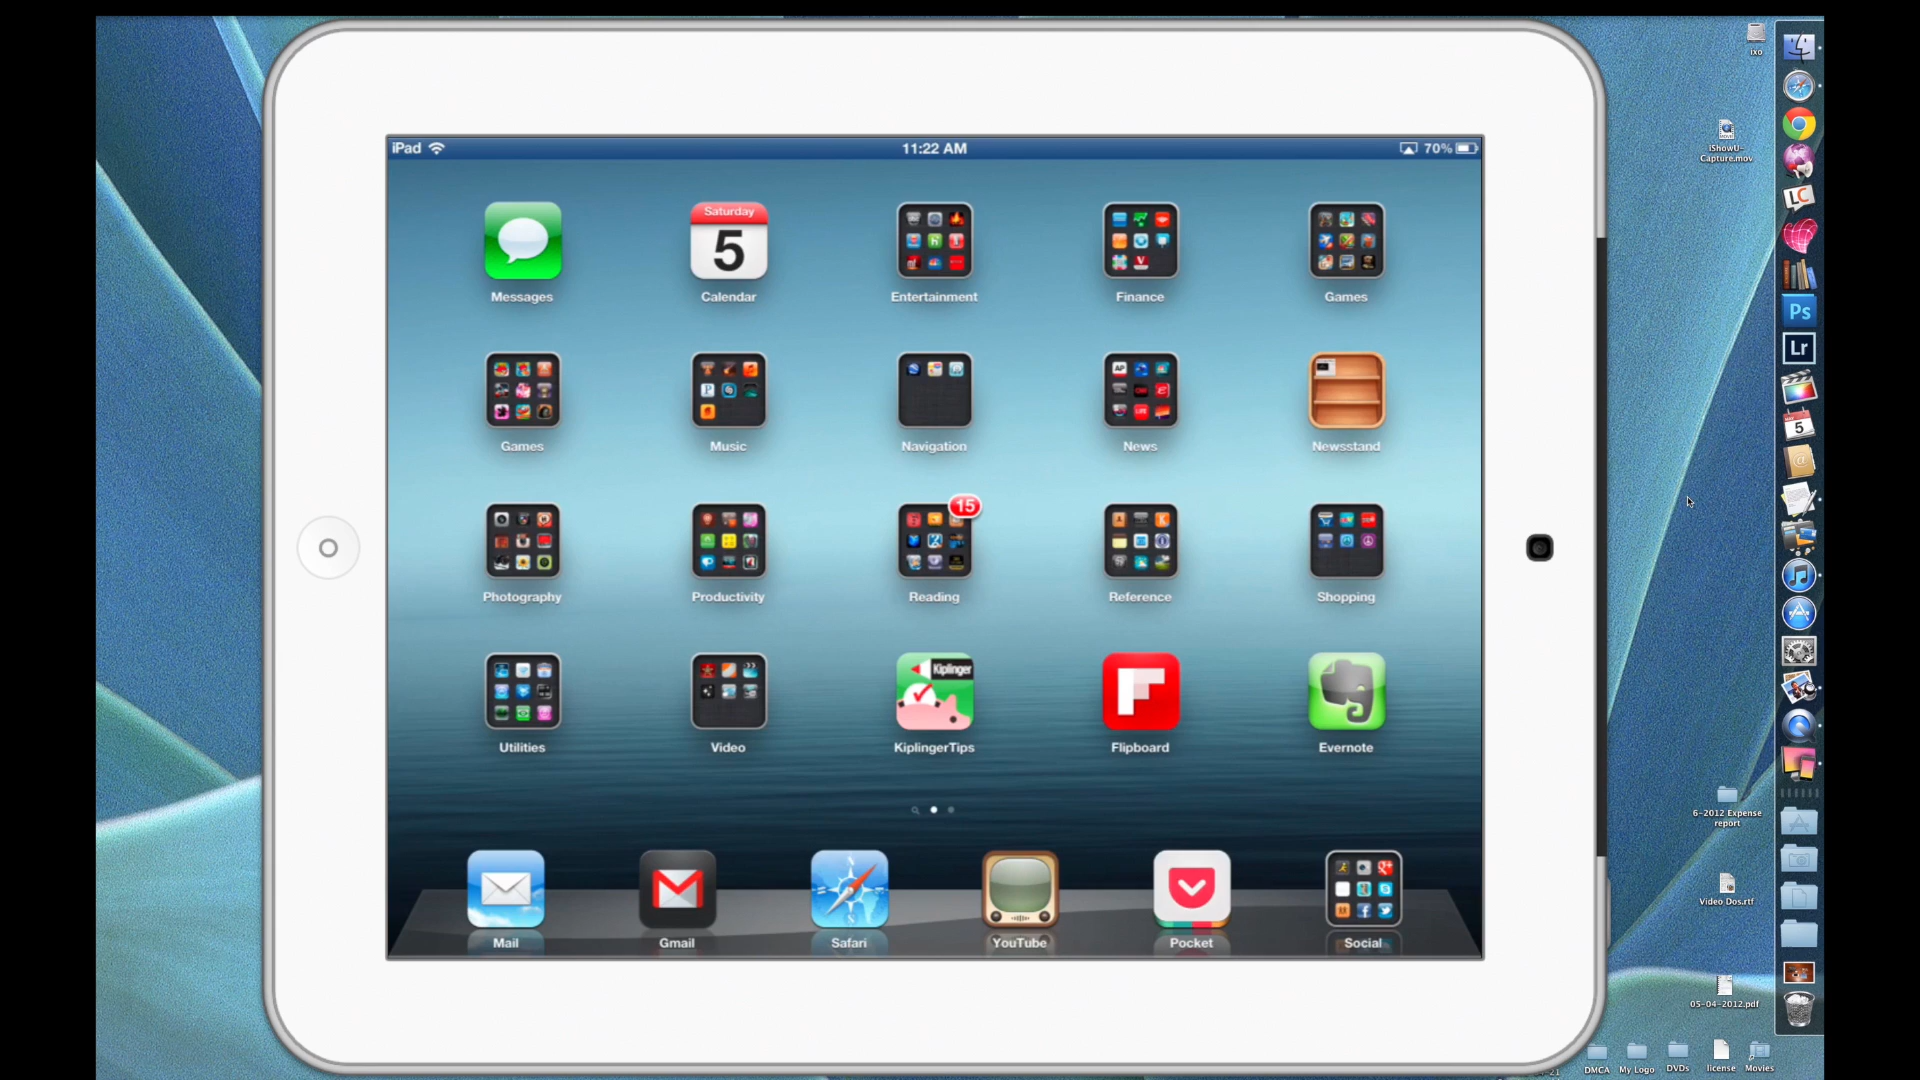 iPad
11:22 AM
70%
Saturday
5
Messages
Calendar
Entertainment
Finance
Games
Games
Music
Navigation
News
Newsstand
15
Photography
Productivity
Reading
Reference
Shopping
Kiplinger
Utilities
Video
KiplingerTips
Flipboard
Evernote
Mail
Gmail
Safari
YouTube
Pocket
Social
ixo
iShowU-
Capture.mov
LC
Ps
Lr
5
6-2012 Expense
report
Video Dos.rtf
05-04-2012.pdf
DMCA
My Logo
DVDs
license
Movies